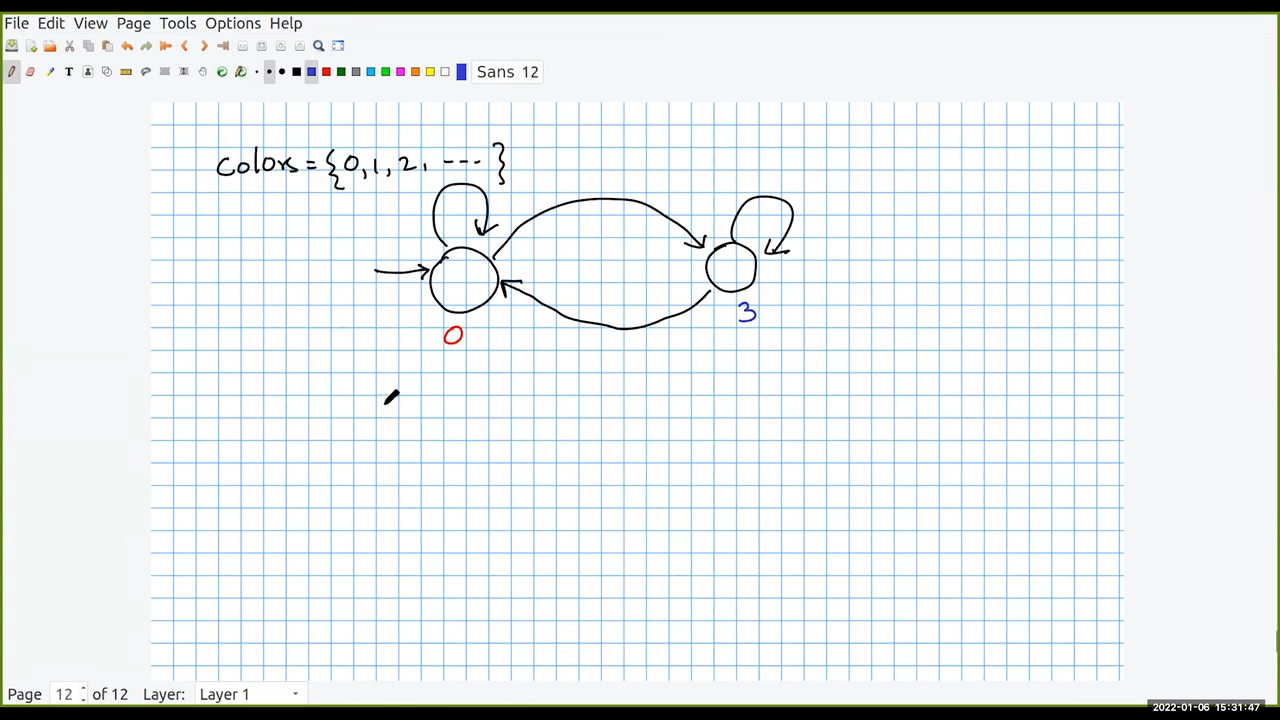 File Edit View Page Tools Options Help
T Sans 12
colors = {0, 1, 2, --- }
0
3
Page 12 of 12 Layer: Layer 1
2022-01-06 15:31:47